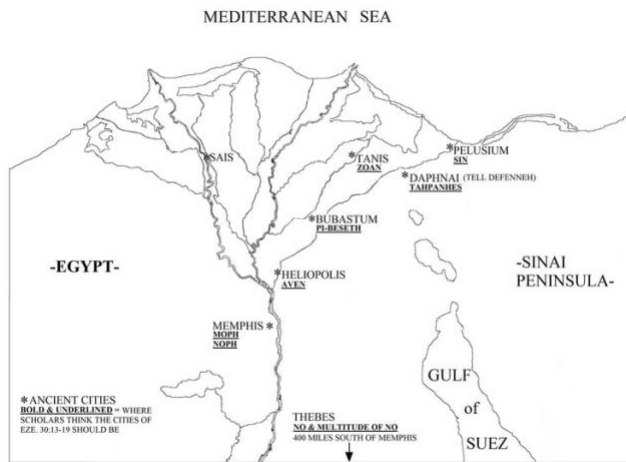 MEDITERRANEAN SEA
*SAIS
*TANIS
ZOAN
*PELUSIUM
SIN
*DAPHNAI (TELL DEFENNEH)
TAHPANHES
*BUBASTUM
PI-BESETH
-EGYPT-
-SINAI
PENINSULA-
*HELIOPOLIS
AVEN
MEMPHIS*
MOPH
NOPH
*ANCIENT CITIES
BOLD & UNDERLINED = WHERE
SCHOLARS THINK THE CITIES OF
EZE. 30:13-19 SHOULD BE
THEBES
NO & MULTITUDE OF NO
400 MILES SOUTH OF MEMPHIS
GULF
of
SUEZ